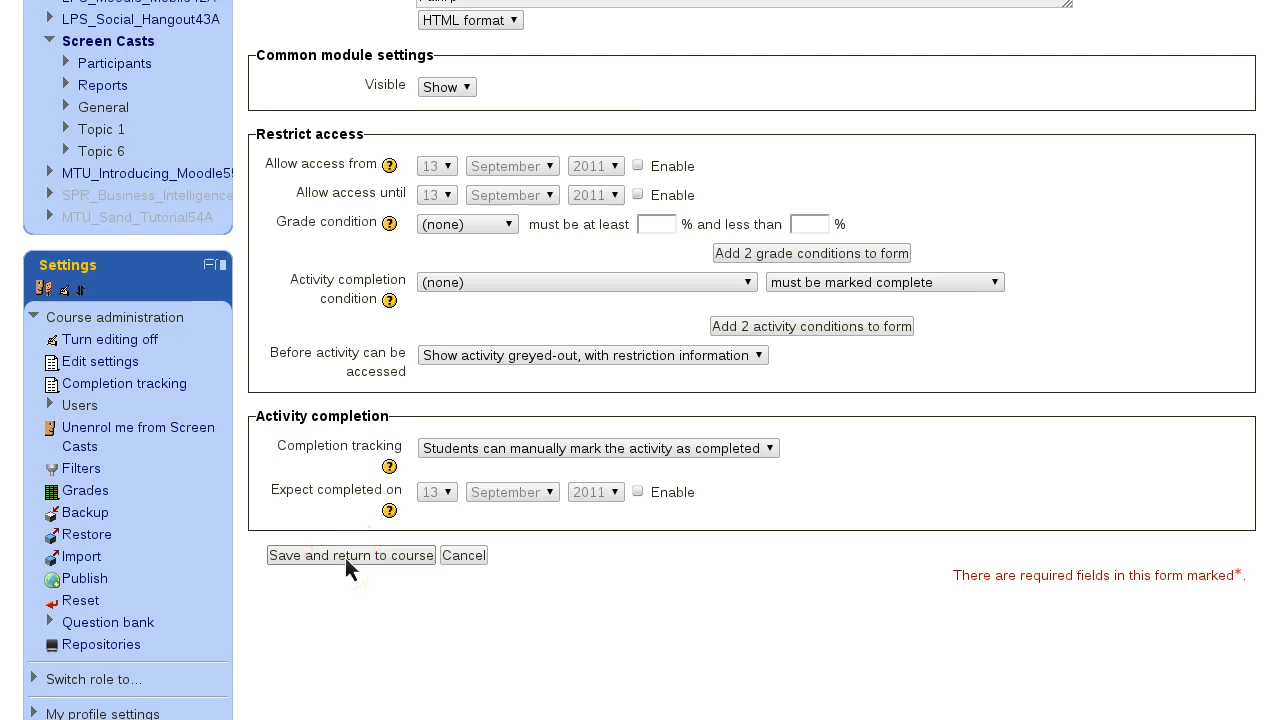 LPS_Social_Hangout43A
HTML format
Screen Casts
Participants
Reports
General
Topic 1
Topic 6
MTU_Introducing_Moodle5
SPR_Business_Intelligence
MTU_Sand_Tutorial54A
Settings
Course administration
Turn editing off
Edit settings
Completion tracking
Users
Unenrol me from Screen
Casts
Filters
Grades
Backup
Restore
Import
Publish
Reset
Question bank
Repositories
Switch role to...
My profile settings
Common module settings
Visible Show
Restrict access
Allow access from ? 13 September 2011 Enable
Allow access until 13 September 2011 Enable
Grade condition ? (none) must be at least % and less than %
Add 2 grade conditions to form
Activity completion
condition ? (none) must be marked complete
Add 2 activity conditions to form
Before activity can be
accessed Show activity greyed-out, with restriction information
Activity completion
Completion tracking ? Students can manually mark the activity as completed
Expect completed on ? 13 September 2011 Enable
Save and return to course Cancel
There are required fields in this form marked*.